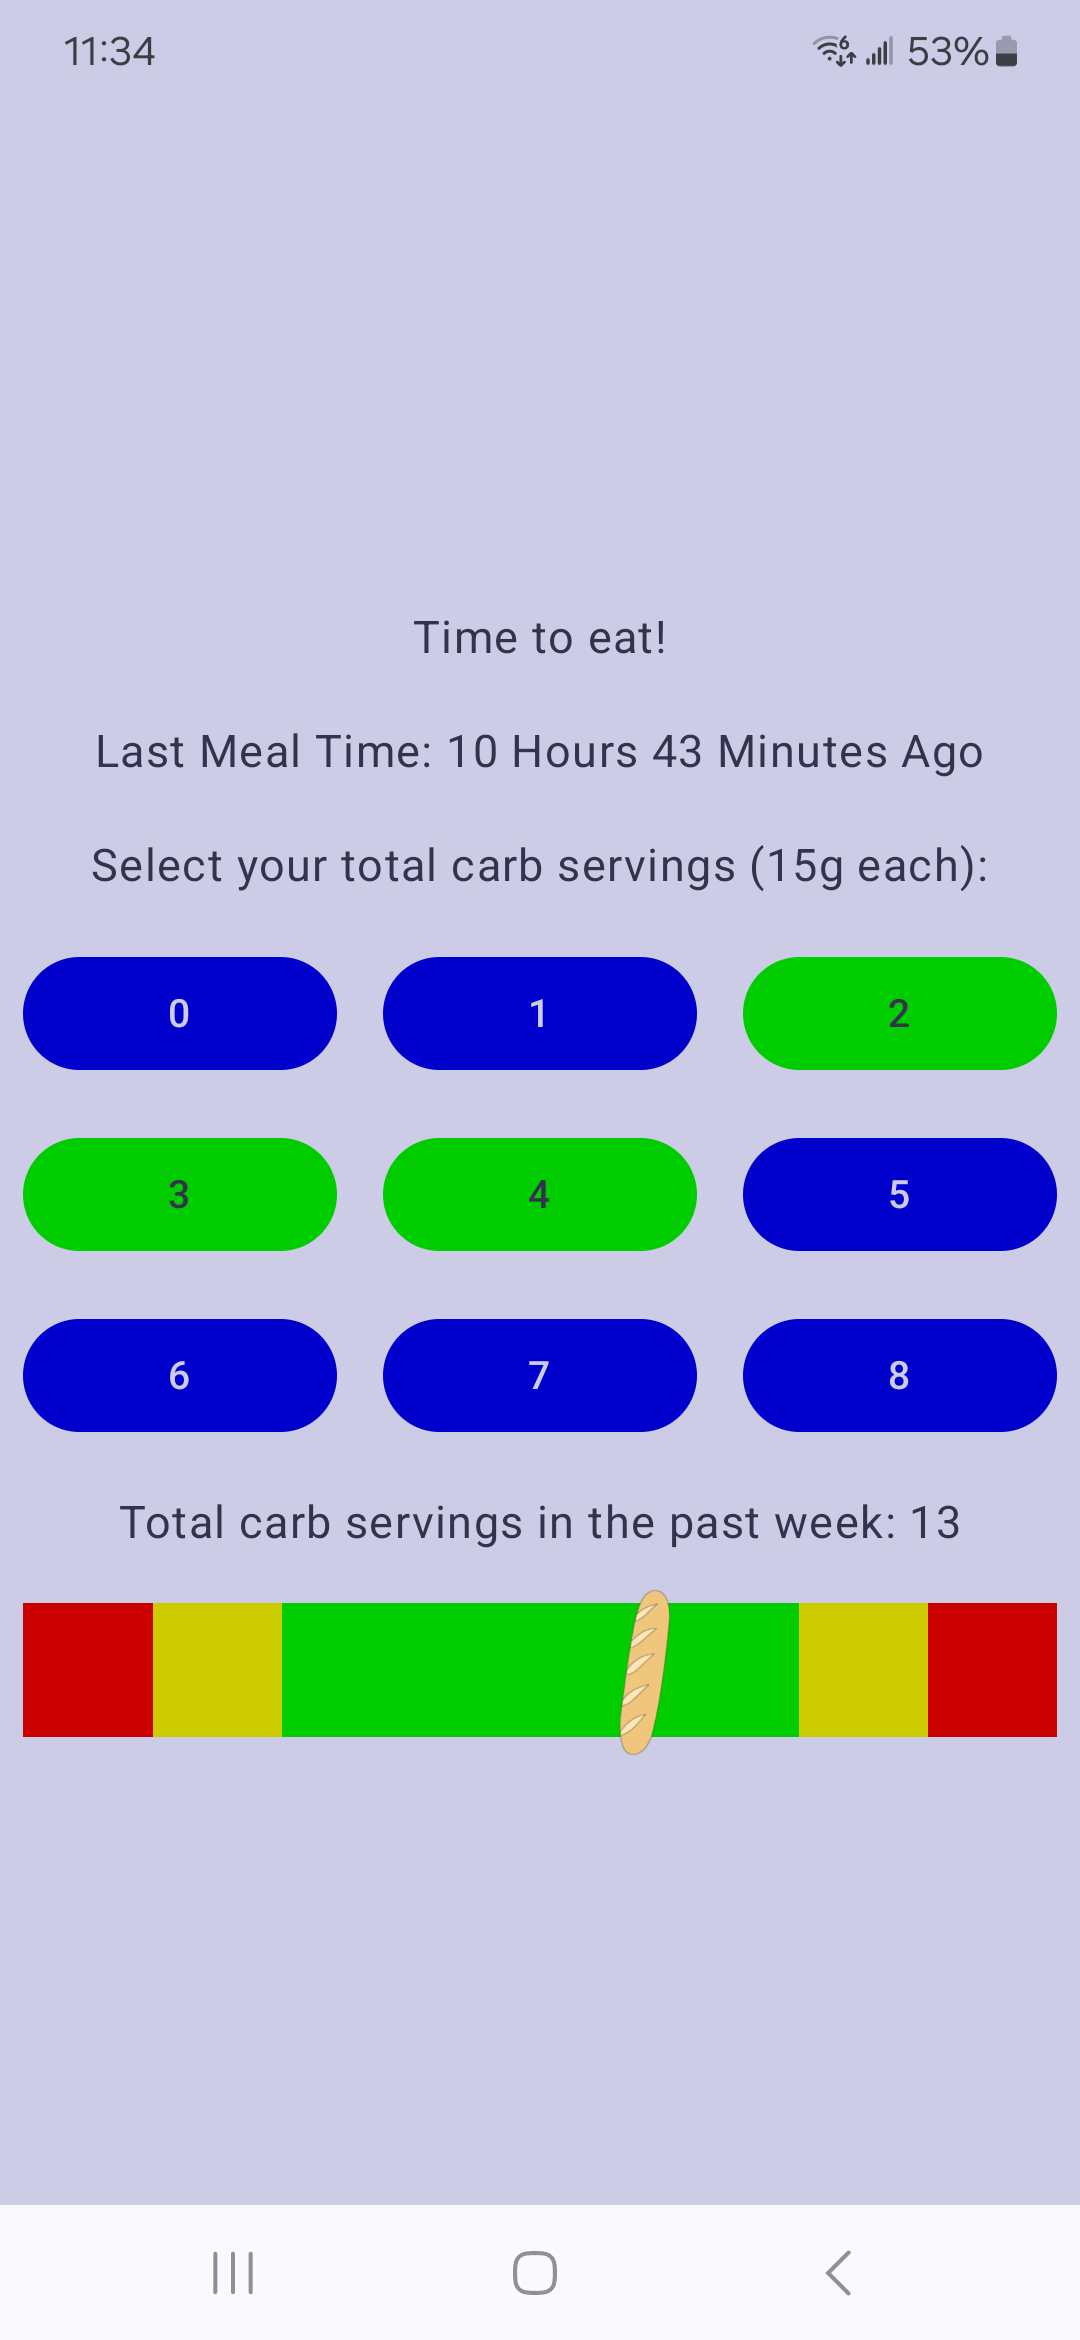 11:34
6 53%
Time to eat!
Last Meal Time: 10 Hours 43 Minutes Ago
Select your total carb servings (15g each):
0 1 2
3 4 5
6 7 8
Total carb servings in the past week: 13